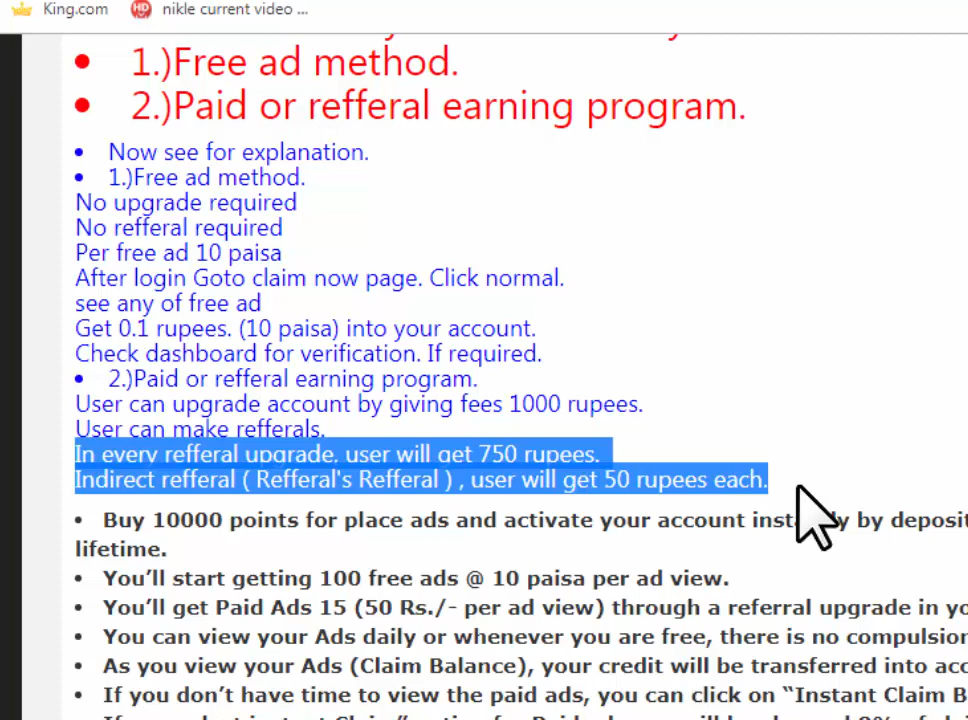 King.com nikle current video ...
1.)Free ad method.
2.)Paid or refferal earning program.
Now see for explanation.
1.)Free ad method.
No upgrade required
No refferal required
Per free ad 10 paisa
After login Goto claim now page. Click normal.
see any of free ad
Get 0.1 rupees. (10 paisa) into your account.
Check dashboard for verification. If required.
2.)Paid or refferal earning program.
User can upgrade account by giving fees 1000 rupees.
User can make refferals.
In every refferal upgrade, user will get 750 rupees.
Indirect refferal ( Refferal's Refferal ) , user will get 50 rupees each.
Buy 10000 points for place ads and activate your account by
lifetime.
You’ll start getting 100 free ads @ 10 paisa per ad view.
You’ll get Paid Ads 15 (50 Rs./- per ad view) through a referral upgrade in
You can view your Ads daily or whenever you are free, there is no compulsion
As you view your Ads (Claim Balance), your credit will be transferred into
If you don’t have time to view the paid ads, you can click on “Instant Claim